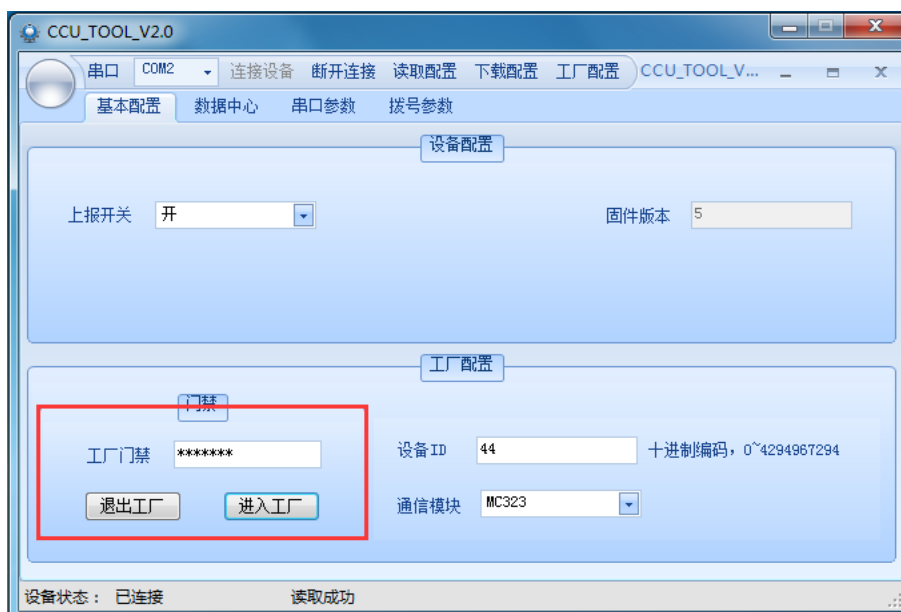 CCU_TOOL_V2.0
串口 COM2 连接设备 断开连接 读取配置 下载配置 工厂配置 CCU_TOOL_V...
基本配置 数据中心 串口参数 拨号参数
设备配置
上报开关 开 固件版本 5
工厂配置
门禁
工厂门禁 ******* 设备ID 44 十进制编码，0~4294967294
退出工厂 进入工厂 通信模块 MC323
设备状态： 已连接 读取成功